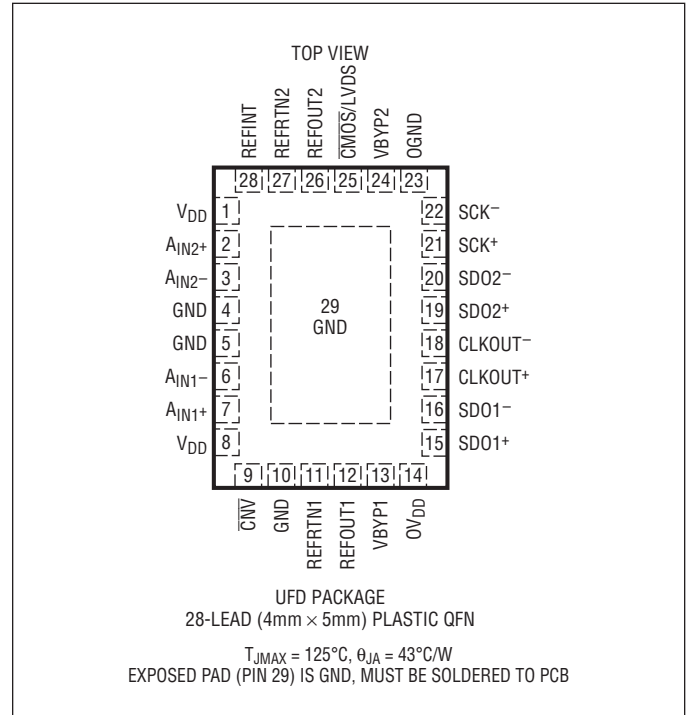 TOP VIEW
REFINT
REFRTN2
REFOUT2
CMOS/LVDS
VBYP2
OGND
28 27 26 25 24 23
VDD 1
AIN2+ 2
AIN2– 3
GND 4
GND 5
AIN1– 6
AIN1+ 7
VDD 8
29
GND
22 SCK–
21 SCK+
20 SDO2–
19 SDO2+
18 CLKOUT–
17 CLKOUT+
16 SDO1–
15 SDO1+
9 10 11 12 13 14
CNV
GND
REFRTN1
REFOUT1
VBYP1
OVDD
UFD PACKAGE
28-LEAD (4mm × 5mm) PLASTIC QFN
TJMAX = 125°C, θJA = 43°C/W
EXPOSED PAD (PIN 29) IS GND, MUST BE SOLDERED TO PCB